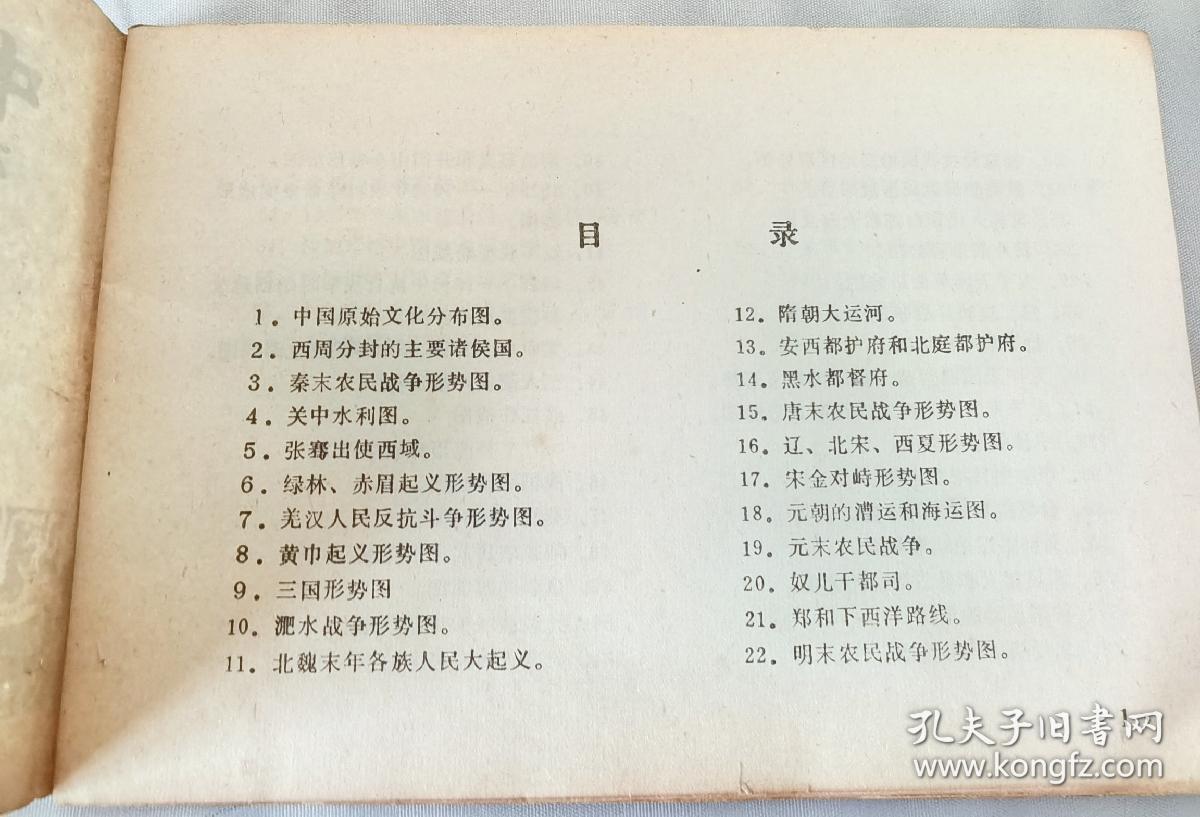 目 录
1. 中国原始文化分布图。
2. 西周分封的主要诸侯国。
3. 秦末农民战争形势图。
4. 关中水利图。
5. 张骞出使西域。
6. 绿林、赤眉起义形势图。
7. 羌汉人民反抗斗争形势图。
8. 黄巾起义形势图。
9. 三国形势图
10. 淝水战争形势图。
11. 北魏末年各族人民大起义。
12. 隋朝大运河。
13. 安西都护府和北庭都护府。
14. 黑水都督府。
15. 唐末农民战争形势图。
16. 辽、北宋、西夏形势图。
17. 宋金对峙形势图。
18. 元朝的漕运和海运图。
19. 元末农民战争。
20. 奴儿干都司。
21. 郑和下西洋路线。
22. 明末农民战争形势图。
1
孔夫子旧书网
www.kongfz.com